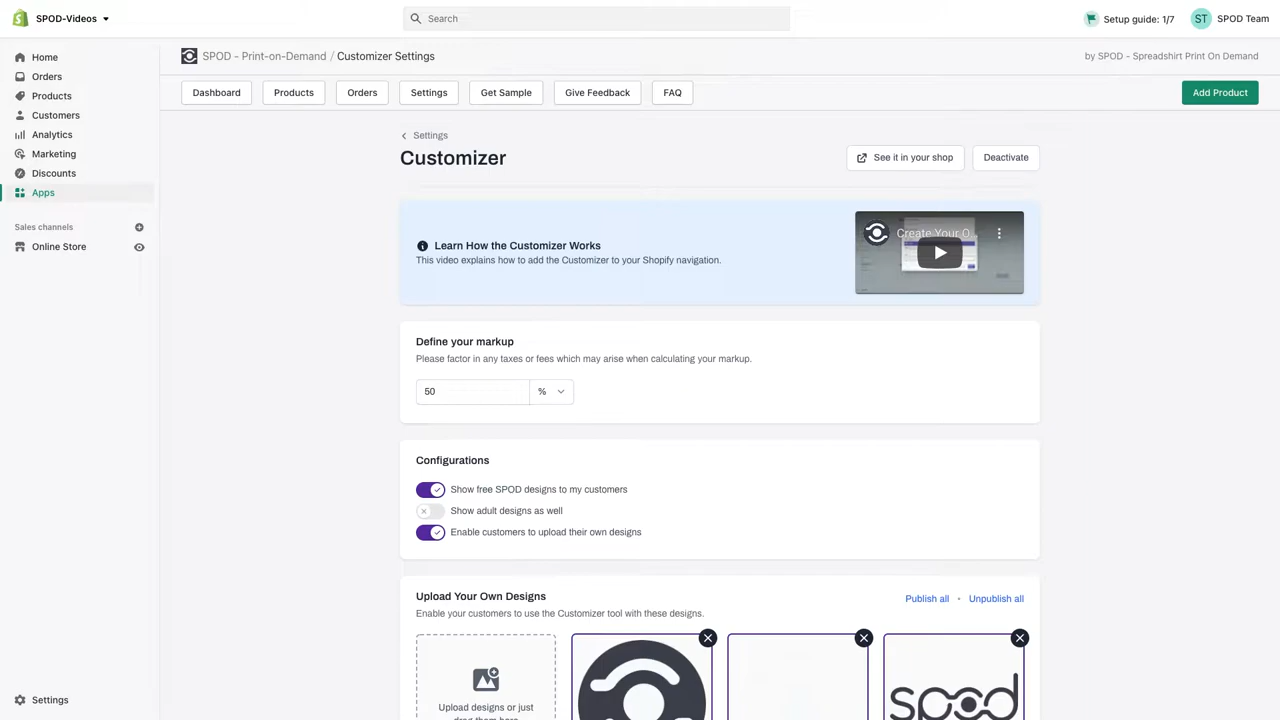 SPOD-Videos
Search
Setup guide: 1/7
ST
SPOD Team
Home
Orders
Products
Customers
Analytics
Marketing
Discounts
Apps
Sales channels
Online Store
Settings
SPOD - Print-on-Demand / Customizer Settings
by SPOD - Spreadshirt Print On Demand
Dashboard
Products
Orders
Settings
Get Sample
Give Feedback
FAQ
Add Product
Settings
Customizer
See it in your shop
Deactivate
Learn How the Customizer Works
This video explains how to add the Customizer to your Shopify navigation.
Create Your O...
Define your markup
Please factor in any taxes or fees which may arise when calculating your markup.
50
%
Configurations
Show free SPOD designs to my customers
Show adult designs as well
Enable customers to upload their own designs
Upload Your Own Designs
Publish all • Unpublish all
Enable your customers to use the Customizer tool with these designs.
Upload designs or just
drag them here
spod